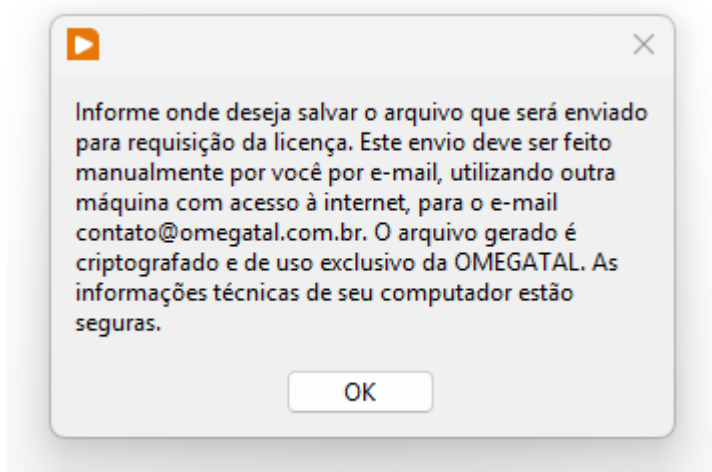 Informe onde deseja salvar o arquivo que será enviado
para requisição da licença. Este envio deve ser feito
manualmente por você por e-mail, utilizando outra
máquina com acesso à internet, para o e-mail
contato@omegatal.com.br. O arquivo gerado é
criptografado e de uso exclusivo da OMEGATAL. As
informações técnicas de seu computador estão
seguras.
OK